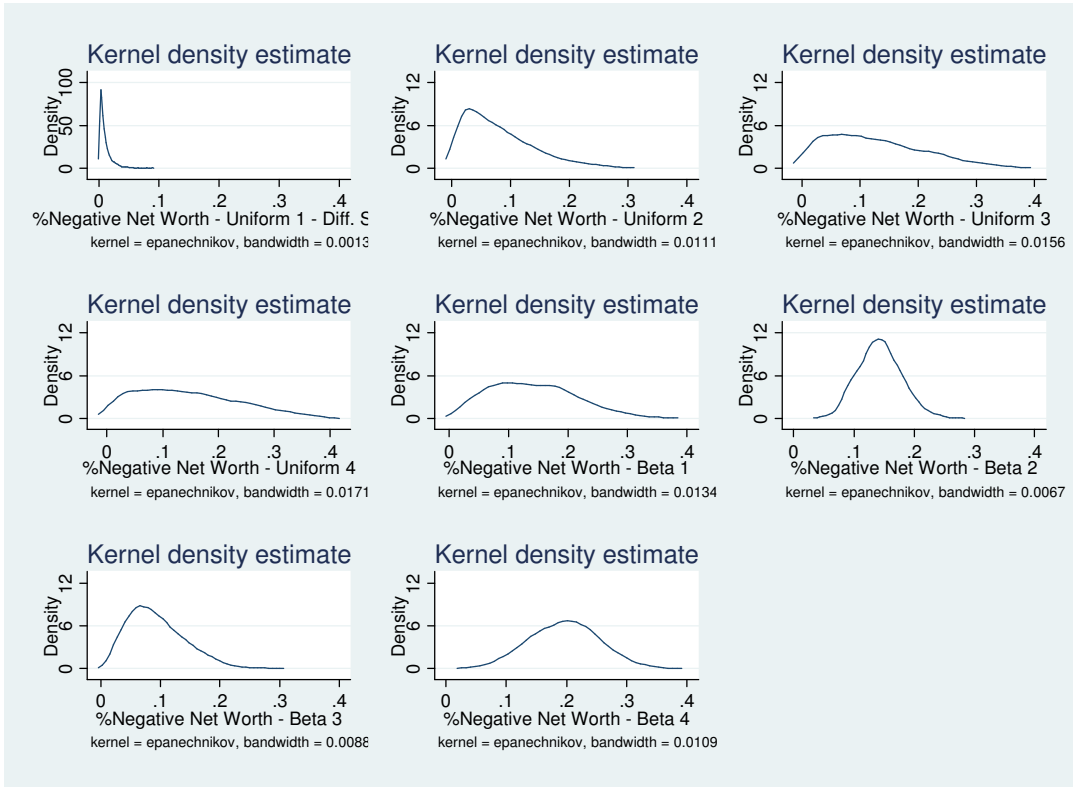 Kernel density estimate
Density
0 50 100
0 .1 .2 .3 .4
%Negative Net Worth - Uniform 1 - Diff. S
kernel = epanechnikov, bandwidth = 0.0013
Kernel density estimate
Density
0 6 12
0 .1 .2 .3 .4
%Negative Net Worth - Uniform 2
kernel = epanechnikov, bandwidth = 0.0111
Kernel density estimate
Density
0 6 12
0 .1 .2 .3 .4
%Negative Net Worth - Uniform 3
kernel = epanechnikov, bandwidth = 0.0156
Kernel density estimate
Density
0 6 12
0 .1 .2 .3 .4
%Negative Net Worth - Uniform 4
kernel = epanechnikov, bandwidth = 0.0171
Kernel density estimate
Density
0 6 12
0 .1 .2 .3 .4
%Negative Net Worth - Beta 1
kernel = epanechnikov, bandwidth = 0.0134
Kernel density estimate
Density
0 6 12
0 .1 .2 .3 .4
%Negative Net Worth - Beta 2
kernel = epanechnikov, bandwidth = 0.0067
Kernel density estimate
Density
0 6 12
0 .1 .2 .3 .4
%Negative Net Worth - Beta 3
kernel = epanechnikov, bandwidth = 0.0088
Kernel density estimate
Density
0 6 12
0 .1 .2 .3 .4
%Negative Net Worth - Beta 4
kernel = epanechnikov, bandwidth = 0.0109